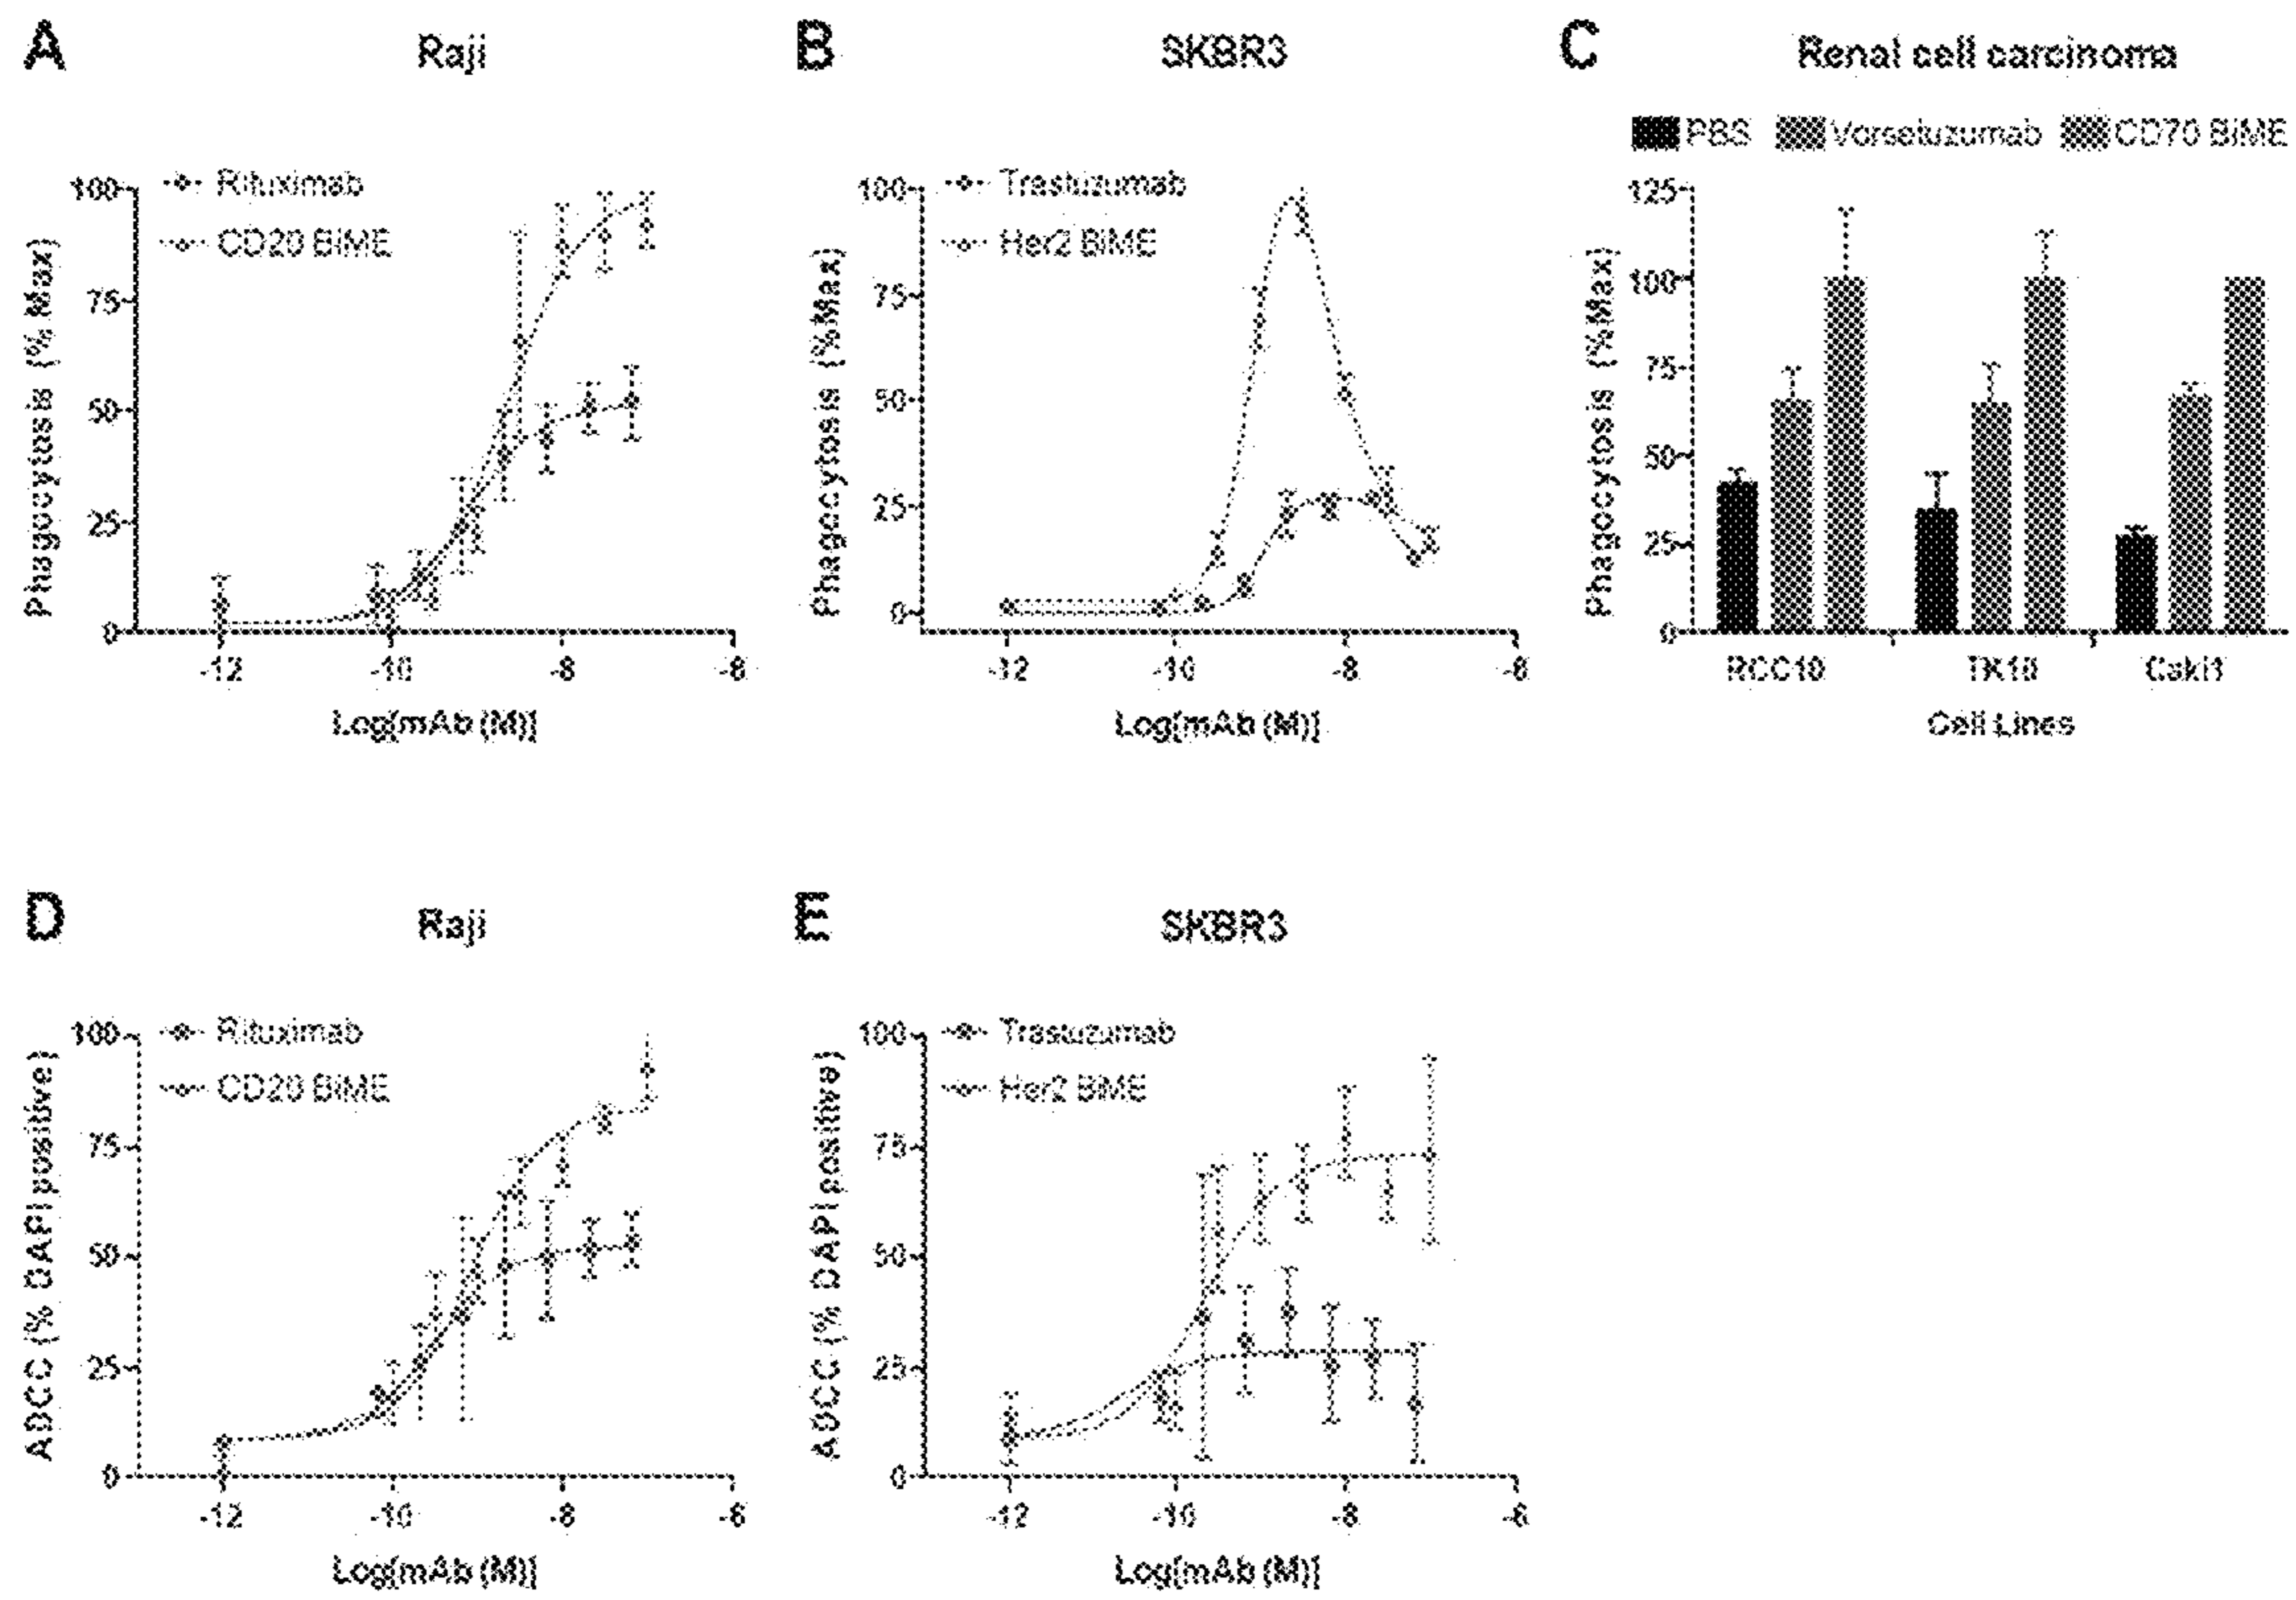 A
Raji
Rituximab
CD20 BiME
Phagocytosis (% Max)
100
75
50
25
0
-12
-10
-8
-6
Log[mAb (M)]
B
SKBR3
Trastuzumab
Her2 BiME
Phagocytosis (%Max)
100
75
50
25
0
-12
-10
-8
-6
Log[mAb (M)]
C
Renal cell carcinoma
PBS Vorsetuzumab CD70 BiME
Phagocytosis (%Max)
125
100
75
50
25
0
RCC10 TK10 Caki1
Cell Lines
D
Raji
Rituximab
CD20 BiME
ADCC (% DAPI positive)
100
75
50
25
0
-12
-10
-8
-6
Log[mAb (M)]
E
SKBR3
Trastuzumab
Her2 BiME
ADCC (% DAPI positive)
100
75
50
25
0
-12
-10
-8
-6
Log[mAb (M)]